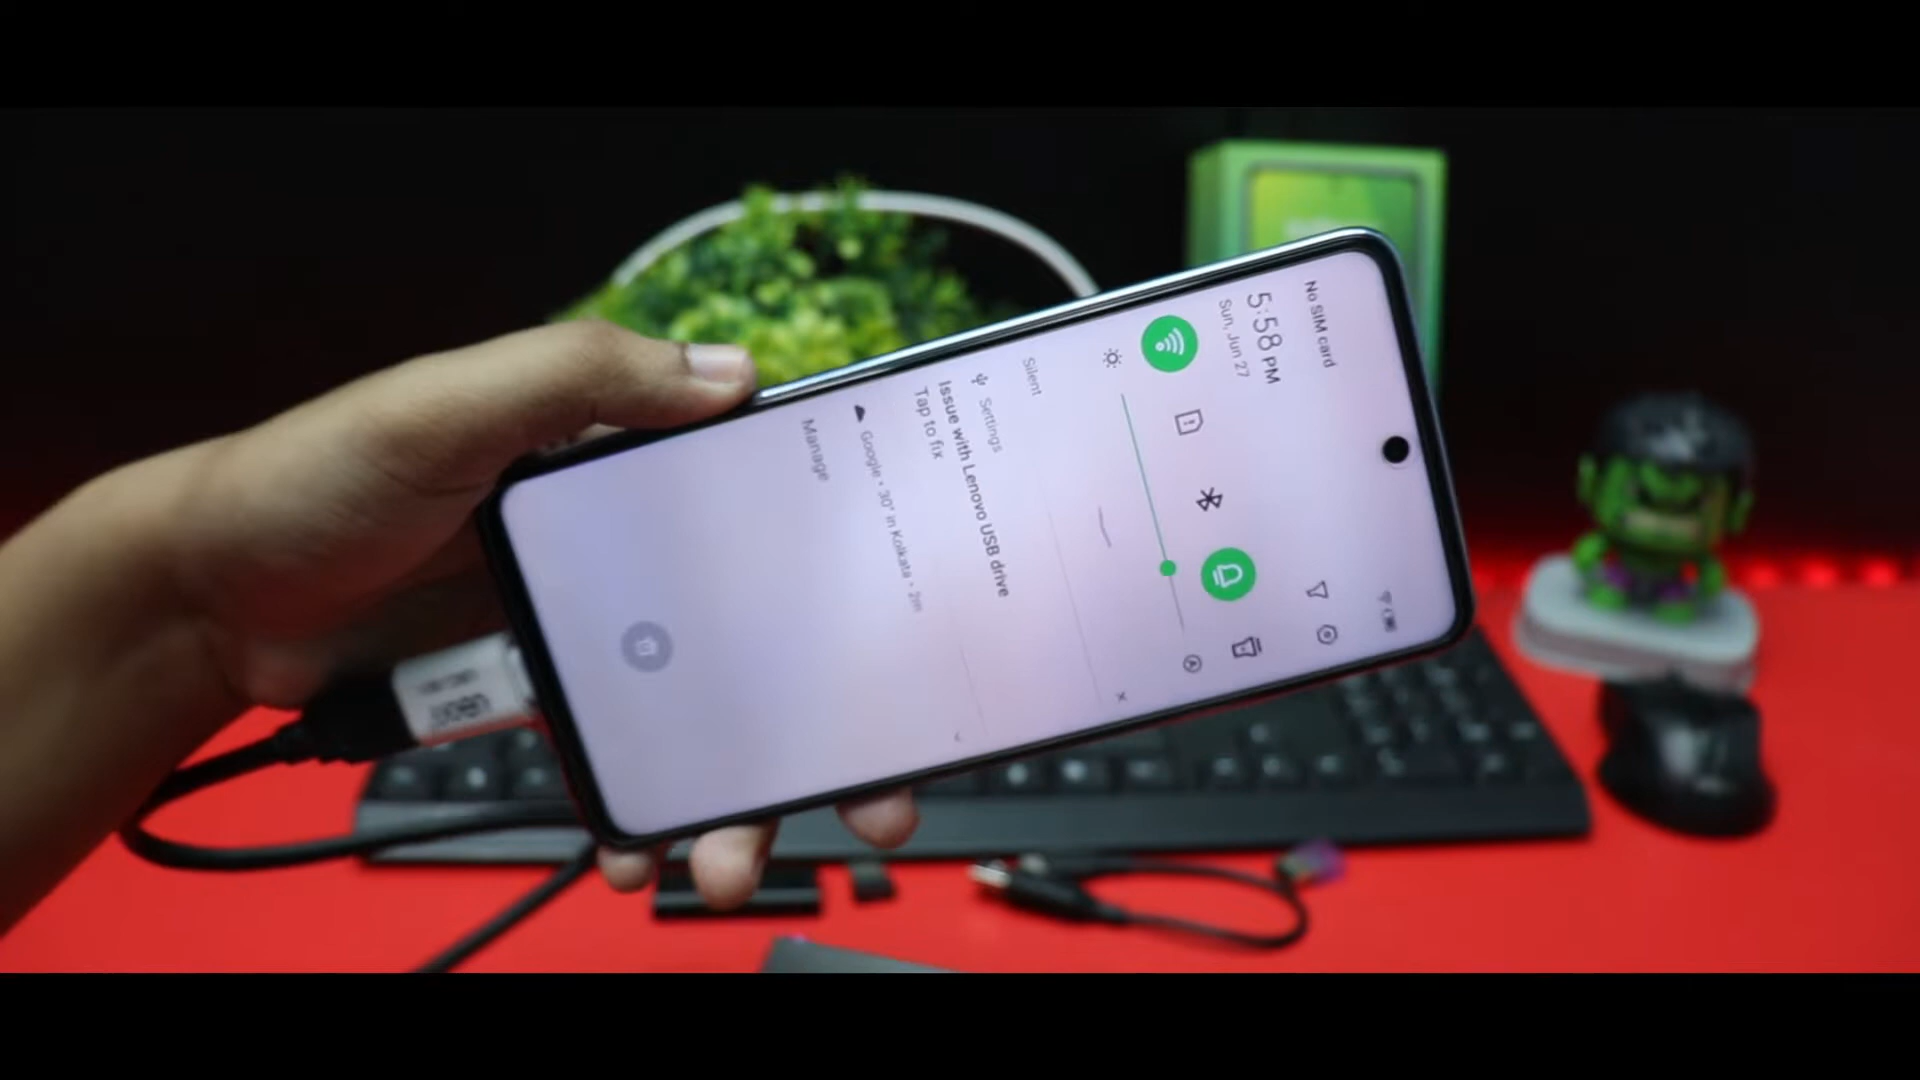 No SIM card
5:58 PM
Sun, Jun 27
Silent
Settings
Issue with Lenovo USB drive
Tap to fix
Google • 30° in Kolkata • 2m
Manage